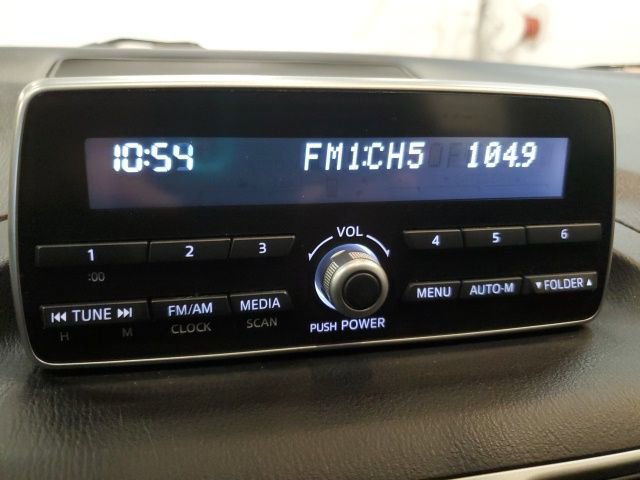 10:54 FM1:CH5 104.9
VOL
1 2 3 4 5 6
:00
⏮ TUNE ⏭ FM/AM MEDIA MENU AUTO-M ▼ FOLDER ▲
H M CLOCK SCAN PUSH POWER